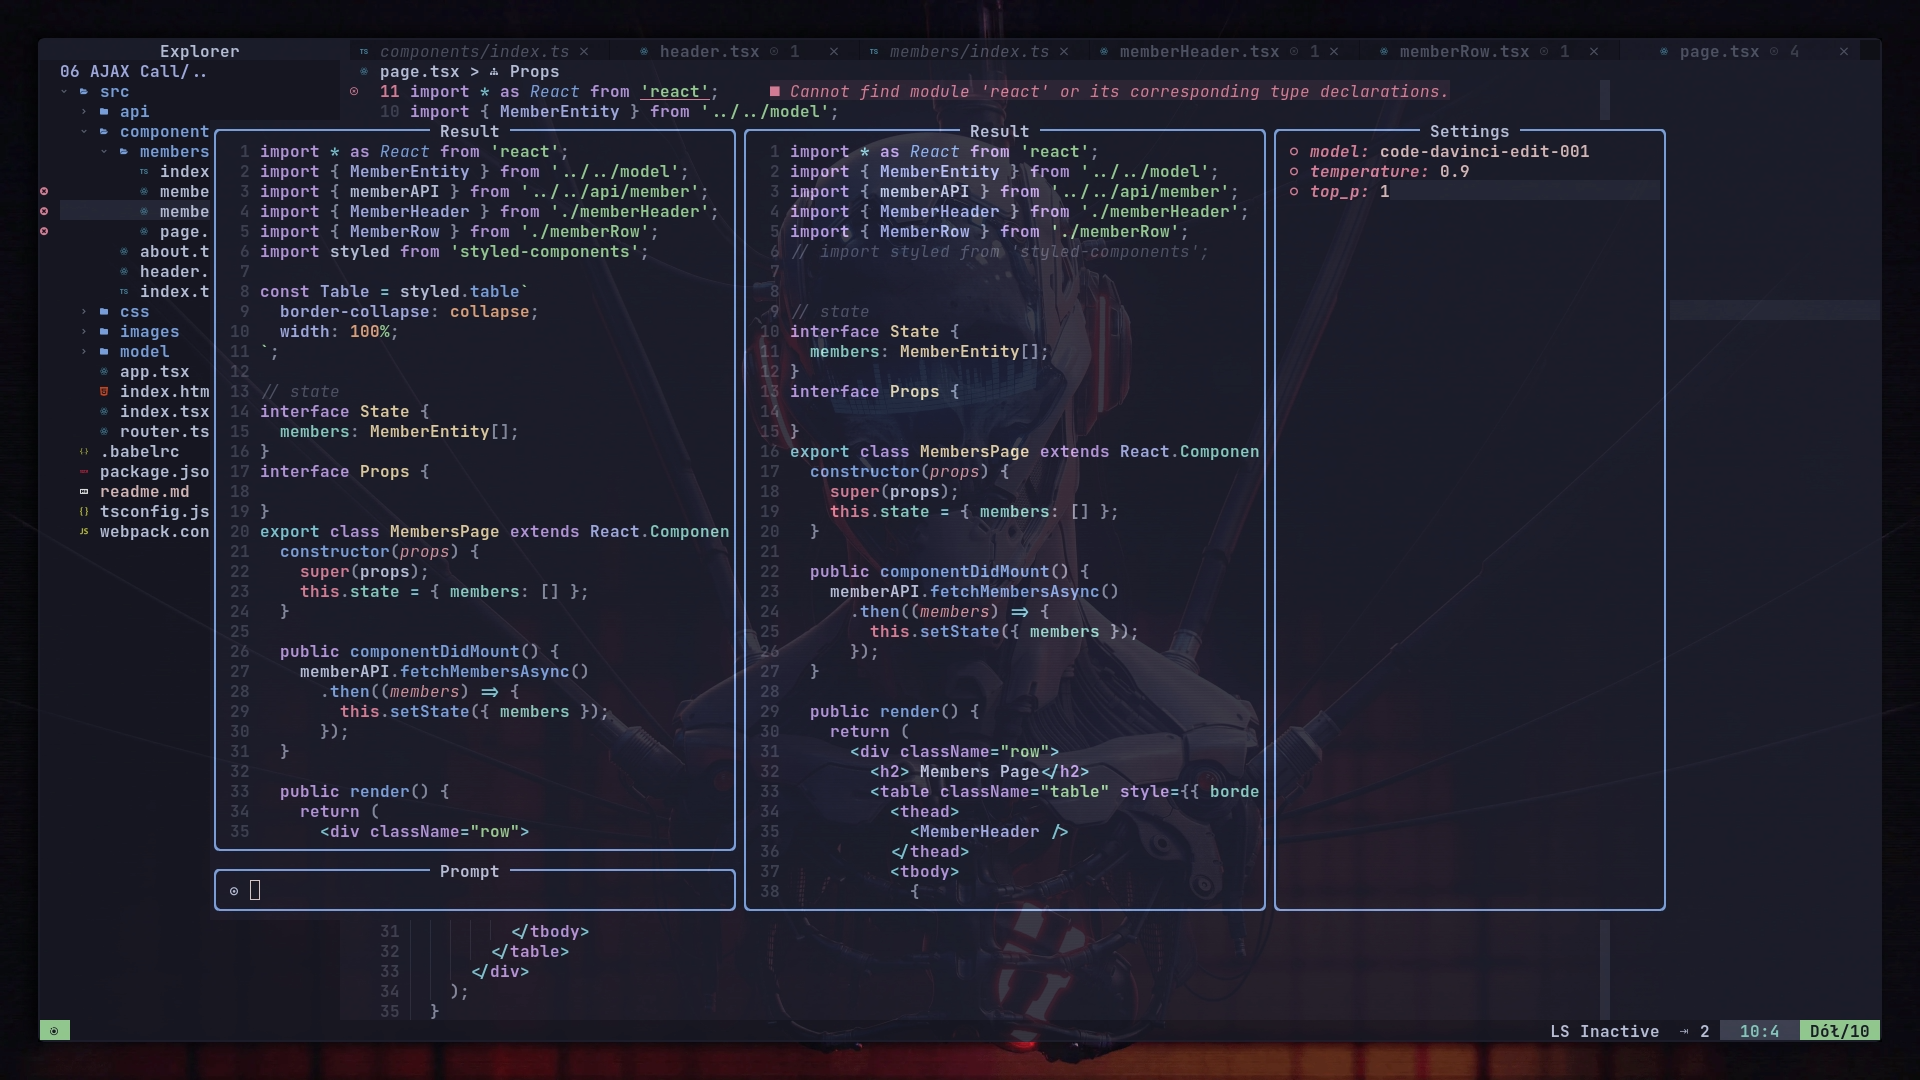 Explorer
components/index.ts ×
header.tsx 1 ×
members/index.ts ×
memberHeader.tsx 1 ×
memberRow.tsx 1 ×
page.tsx 4 ×
06 AJAX Call/..
src
api
component
members
index
membe
membe
page.
about.t
header.
index.t
css
images
model
app.tsx
index.htm
index.tsx
router.ts
.babelrc
package.jso
readme.md
tsconfig.js
webpack.con
page.tsx > Props
11 import * as React from 'react'; ■ Cannot find module 'react' or its corresponding type declarations.
10 import { MemberEntity } from '../../model';
Result
1 import * as React from 'react';
2 import { MemberEntity } from '../../model';
3 import { memberAPI } from '../../api/member';
4 import { MemberHeader } from './memberHeader';
5 import { MemberRow } from './memberRow';
6 import styled from 'styled-components';
7
8 const Table = styled.table`
9   border-collapse: collapse;
10   width: 100%;
11 `;
12
13 // state
14 interface State {
15   members: MemberEntity[];
16 }
17 interface Props {
18
19 }
20 export class MembersPage extends React.Componen
21   constructor(props) {
22     super(props);
23     this.state = { members: [] };
24   }
25
26   public componentDidMount() {
27     memberAPI.fetchMembersAsync()
28       .then((members) => {
29         this.setState({ members });
30       });
31   }
32
33   public render() {
34     return (
35       <div className="row">
Prompt
Result
1 import * as React from 'react';
2 import { MemberEntity } from '../../model';
3 import { memberAPI } from '../../api/member';
4 import { MemberHeader } from './memberHeader';
5 import { MemberRow } from './memberRow';
6 // import styled from 'styled-components';
7
8
9 // state
10 interface State {
11   members: MemberEntity[];
12 }
13 interface Props {
14
15 }
16 export class MembersPage extends React.Componen
17   constructor(props) {
18     super(props);
19     this.state = { members: [] };
20   }
21
22   public componentDidMount() {
23     memberAPI.fetchMembersAsync()
24       .then((members) => {
25         this.setState({ members });
26       });
27   }
28
29   public render() {
30     return (
31       <div className="row">
32         <h2> Members Page</h2>
33         <table className="table" style={{ borde
34           <thead>
35             <MemberHeader />
36           </thead>
37           <tbody>
38             {
Settings
model: code-davinci-edit-001
temperature: 0.9
top_p: 1
31           </tbody>
32         </table>
33       </div>
34     );
35   }
LS Inactive ⇥ 2 10:4 Dół/10